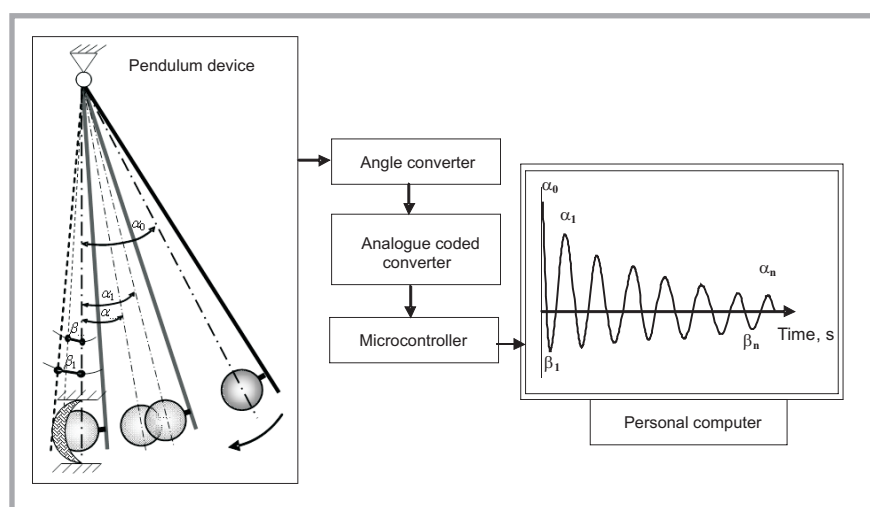 Pendulum device
α₀
α₁
α...
β...
β₁
Angle converter
Analogue coded
converter
Microcontroller
α₀
α₁
αₙ
Time, s
βₙ
β₁
Personal computer